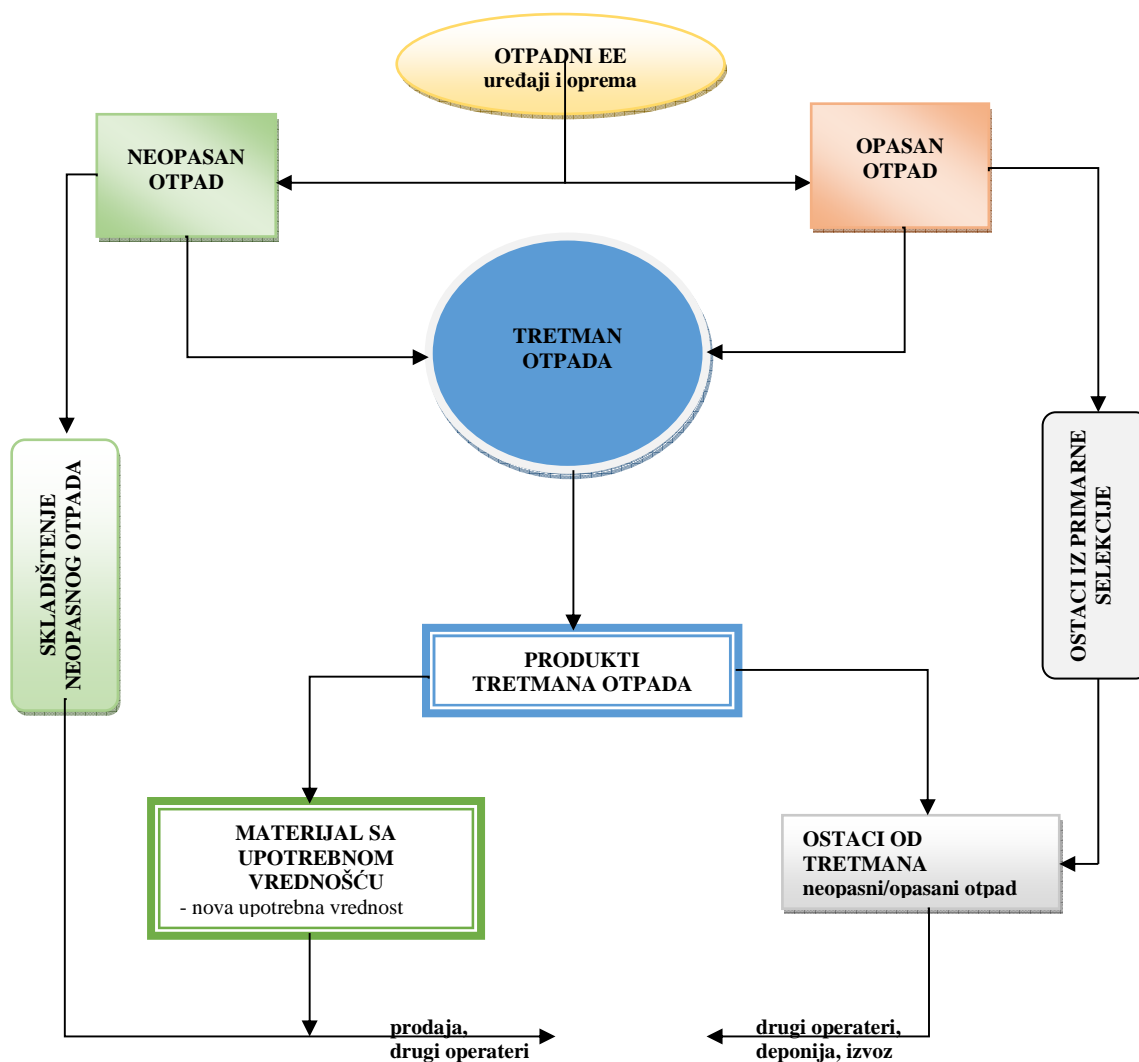 OTPADNI EE
uređaji i oprema
NEOPASAN
OTPAD
OPASAN
OTPAD
TRETMAN
OTPADA
SKLADIŠTENJE
NEOPASNOG OTPADA
OSTACI IZ PRIMARNE
SELEKCIJE
PRODUKTI
TRETMANA OTPADA
MATERIJAL SA
UPOTREBNOM
VREDNOŠĆU
- nova upotrebna vrednost
OSTACI OD
TRETMANA
neopasni/opasani otpad
prodaja,
drugi operateri
drugi operateri,
deponija, izvoz